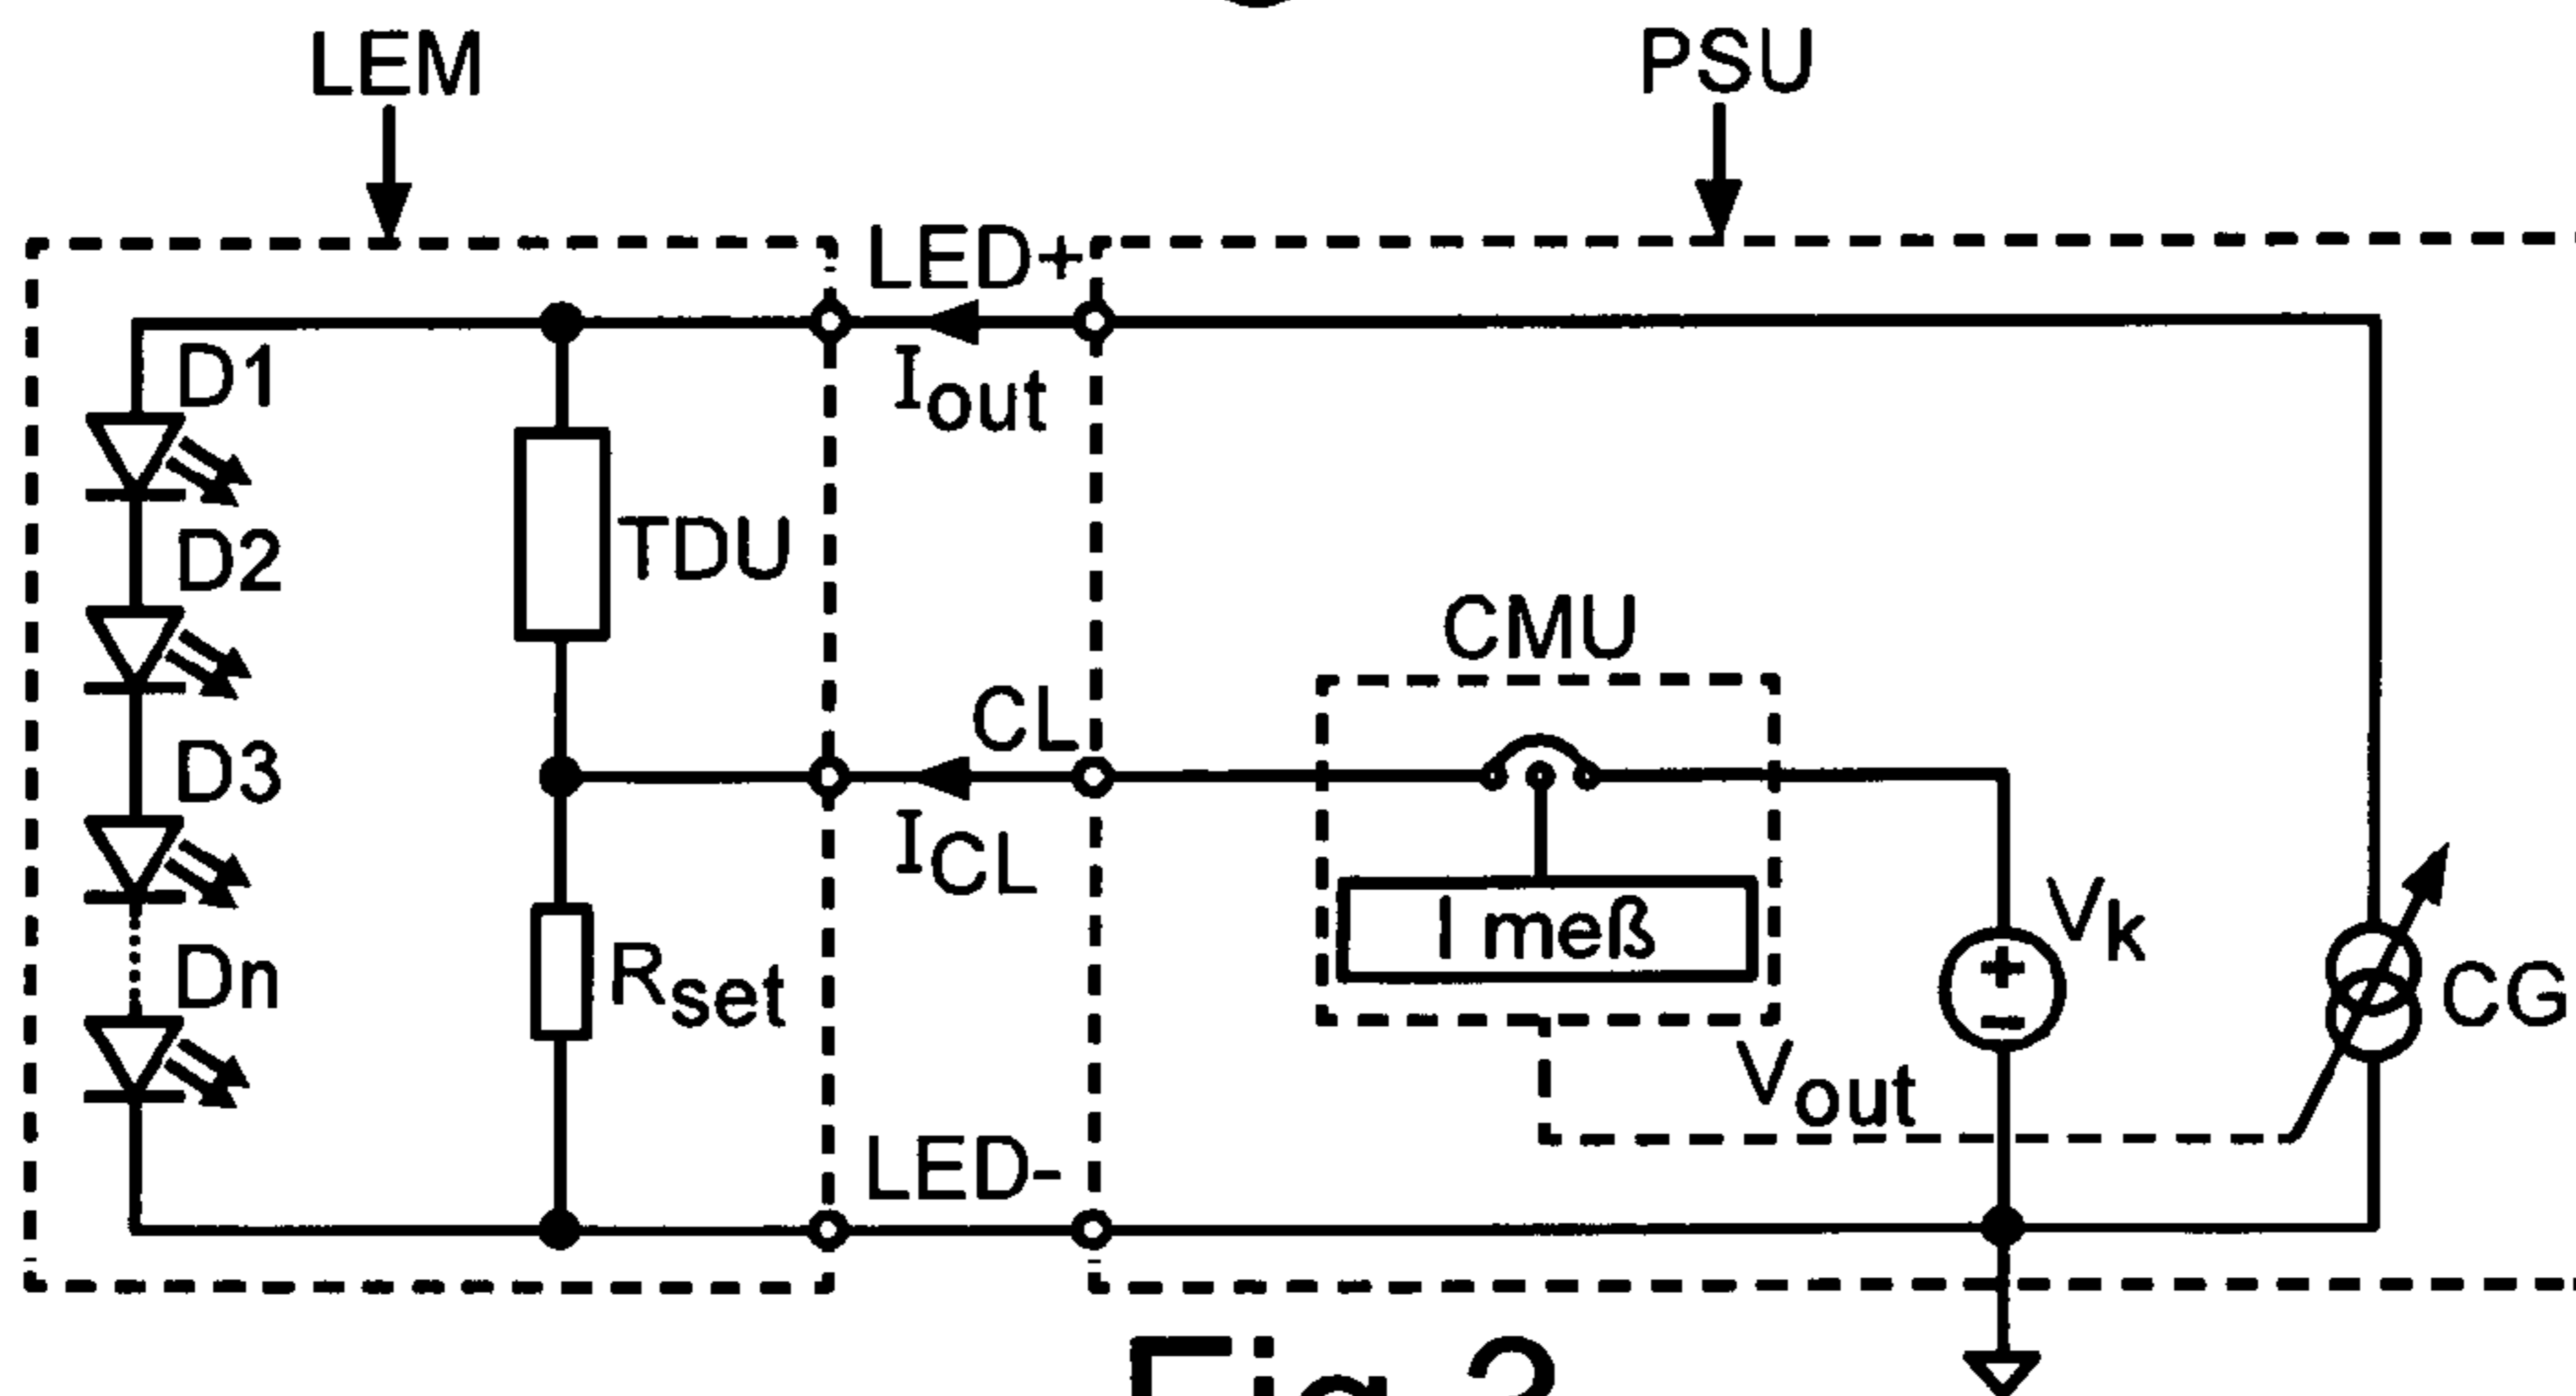 LEM
PSU
LED+
Iout
D1
TDU
D2
CMU
CL
D3
ICL
I meß
Vk
Rset
Dn
CG
Vout
LED-
+
-